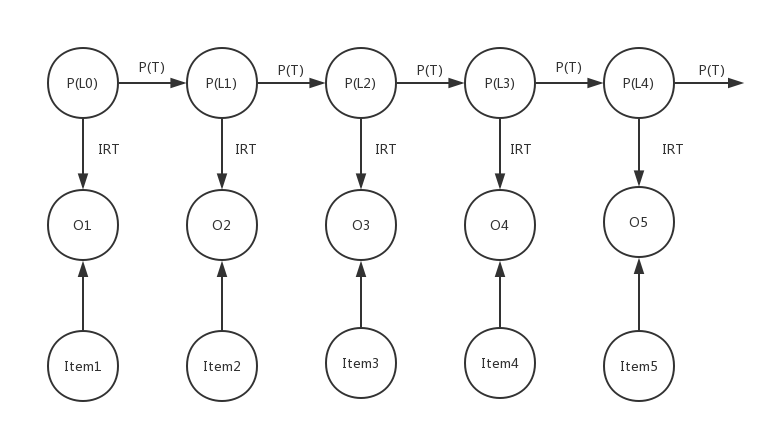 P(T) P(T) P(T) P(T) P(T)
P(L0) P(L1) P(L2) P(L3) P(L4)
IRT IRT IRT IRT IRT
O1 O2 O3 O4 O5
Item1 Item2 Item3 Item4 Item5